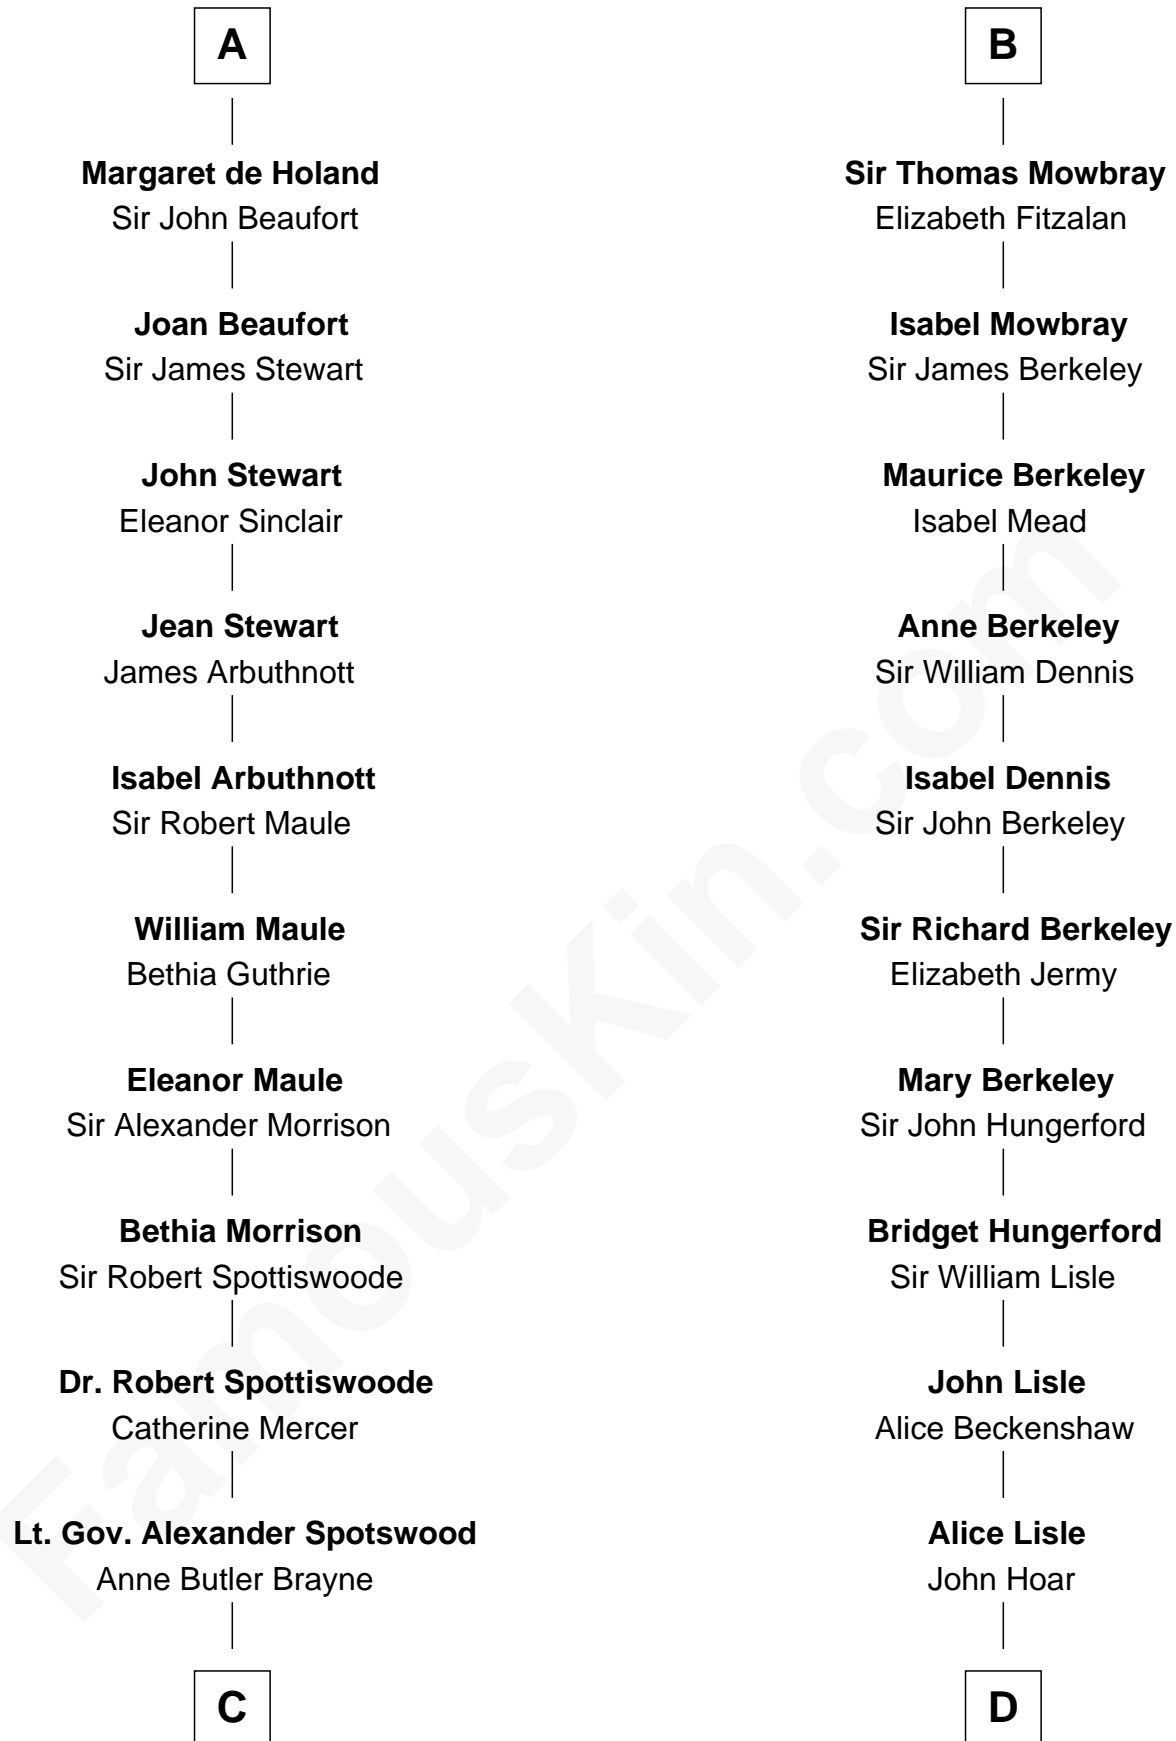 A
Margaret de Holand
Sir John Beaufort
Joan Beaufort
Sir James Stewart
John Stewart
Eleanor Sinclair
Jean Stewart
James Arbuthnott
Isabel Arbuthnott
Sir Robert Maule
William Maule
Bethia Guthrie
Eleanor Maule
Sir Alexander Morrison
Bethia Morrison
Sir Robert Spottiswoode
Dr. Robert Spottiswoode
Catherine Mercer
Lt. Gov. Alexander Spotswood
Anne Butler Brayne
C
B
Sir Thomas Mowbray
Elizabeth Fitzalan
Isabel Mowbray
Sir James Berkeley
Maurice Berkeley
Isabel Mead
Anne Berkeley
Sir William Dennis
Isabel Dennis
Sir John Berkeley
Sir Richard Berkeley
Elizabeth Jermy
Mary Berkeley
Sir John Hungerford
Bridget Hungerford
Sir William Lisle
John Lisle
Alice Beckenshaw
Alice Lisle
John Hoar
D
FamousKin.com